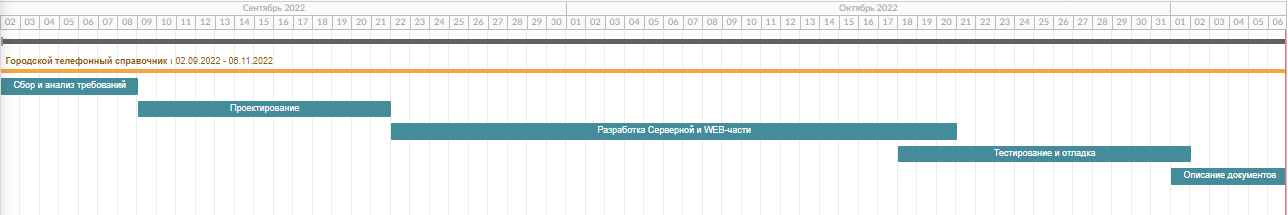 Сентябрь 2022 Октябрь 2022
02 03 04 05 06 07 08 09 10 11 12 13 14 15 16 17 18 19 20 21 22 23 24 25 26 27 28 29 30 01 02 03 04 05 06 07 08 09 10 11 12 13 14 15 16 17 18 19 20 21 22 23 24 25 26 27 28 29 30 31 01 02 03 04 05 06
Городской телефонный справочник | 02.09.2022 - 06.11.2022
Сбор и анализ требований
Проектирование
Разработка Серверной и WEB-части
Тестирование и отладка
Описание документов